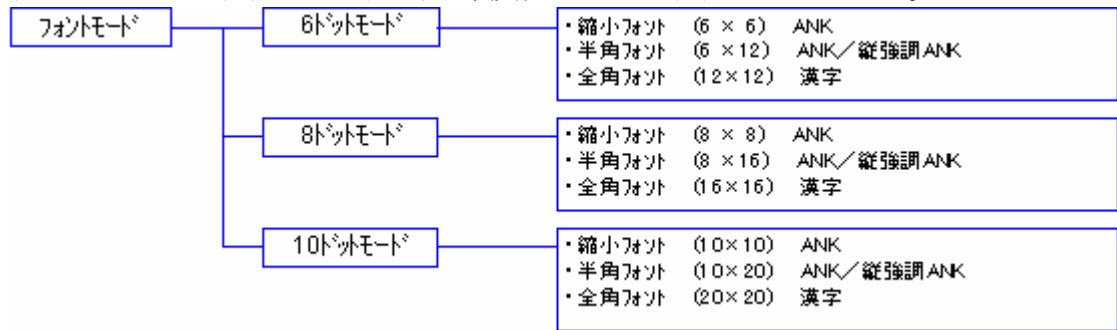 フォントモード
6ドットモード
・縮小フォント (6 × 6) ANK
・半角フォント (6 ×12) ANK/縦強調ANK
・全角フォント (12×12) 漢字
8ドットモード
・縮小フォント (8 × 8) ANK
・半角フォント (8 ×16) ANK/縦強調ANK
・全角フォント (16×16) 漢字
10ドットモード
・縮小フォント (10×10) ANK
・半角フォント (10×20) ANK/縦強調ANK
・全角フォント (20×20) 漢字